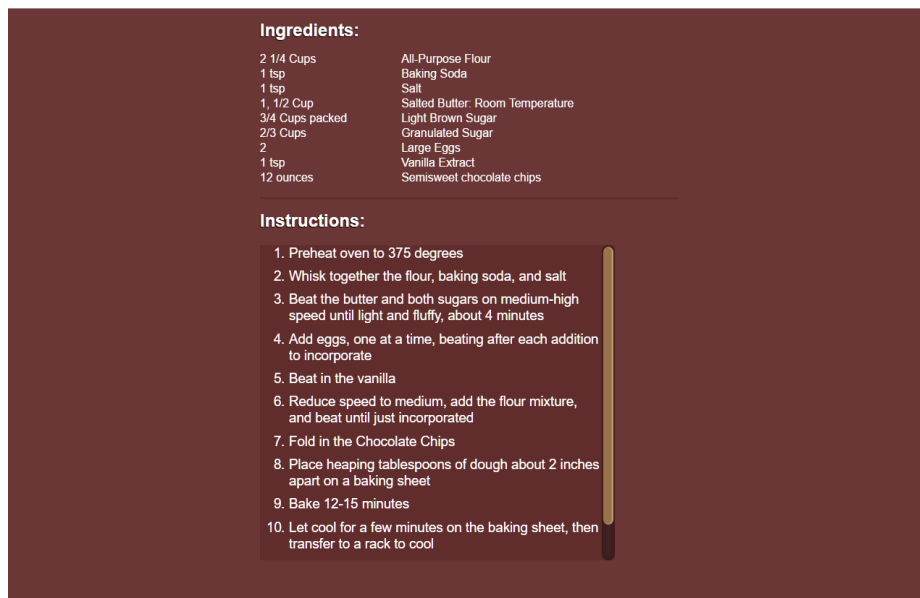 Ingredients:
2 1/4 Cups All-Purpose Flour
1 tsp Baking Soda
1 tsp Salt
1, 1/2 Cup Salted Butter: Room Temperature
3/4 Cups packed Light Brown Sugar
2/3 Cups Granulated Sugar
2 Large Eggs
1 tsp Vanilla Extract
12 ounces Semisweet chocolate chips
Instructions:
1. Preheat oven to 375 degrees
2. Whisk together the flour, baking soda, and salt
3. Beat the butter and both sugars on medium-high
speed until light and fluffy, about 4 minutes
4. Add eggs, one at a time, beating after each addition
to incorporate
5. Beat in the vanilla
6. Reduce speed to medium, add the flour mixture,
and beat until just incorporated
7. Fold in the Chocolate Chips
8. Place heaping tablespoons of dough about 2 inches
apart on a baking sheet
9. Bake 12-15 minutes
10. Let cool for a few minutes on the baking sheet, then
transfer to a rack to cool